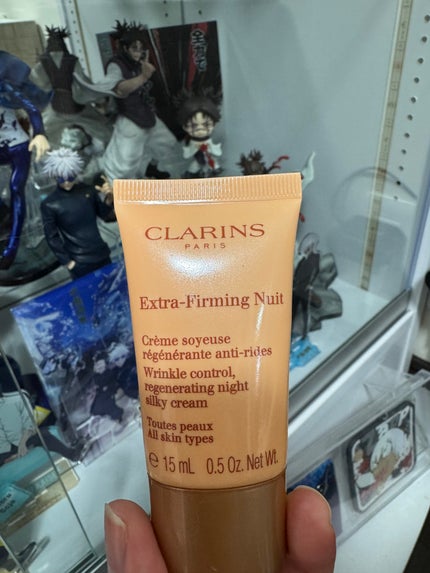 CLARINS
PARIS
Extra-Firming Nuit
Crème soyeuse
régénérante anti-rides
Wrinkle control,
regenerating night
silky cream
Toutes peaux
All skin types
℮ 15 mL 0.5 Oz. Net Wt.